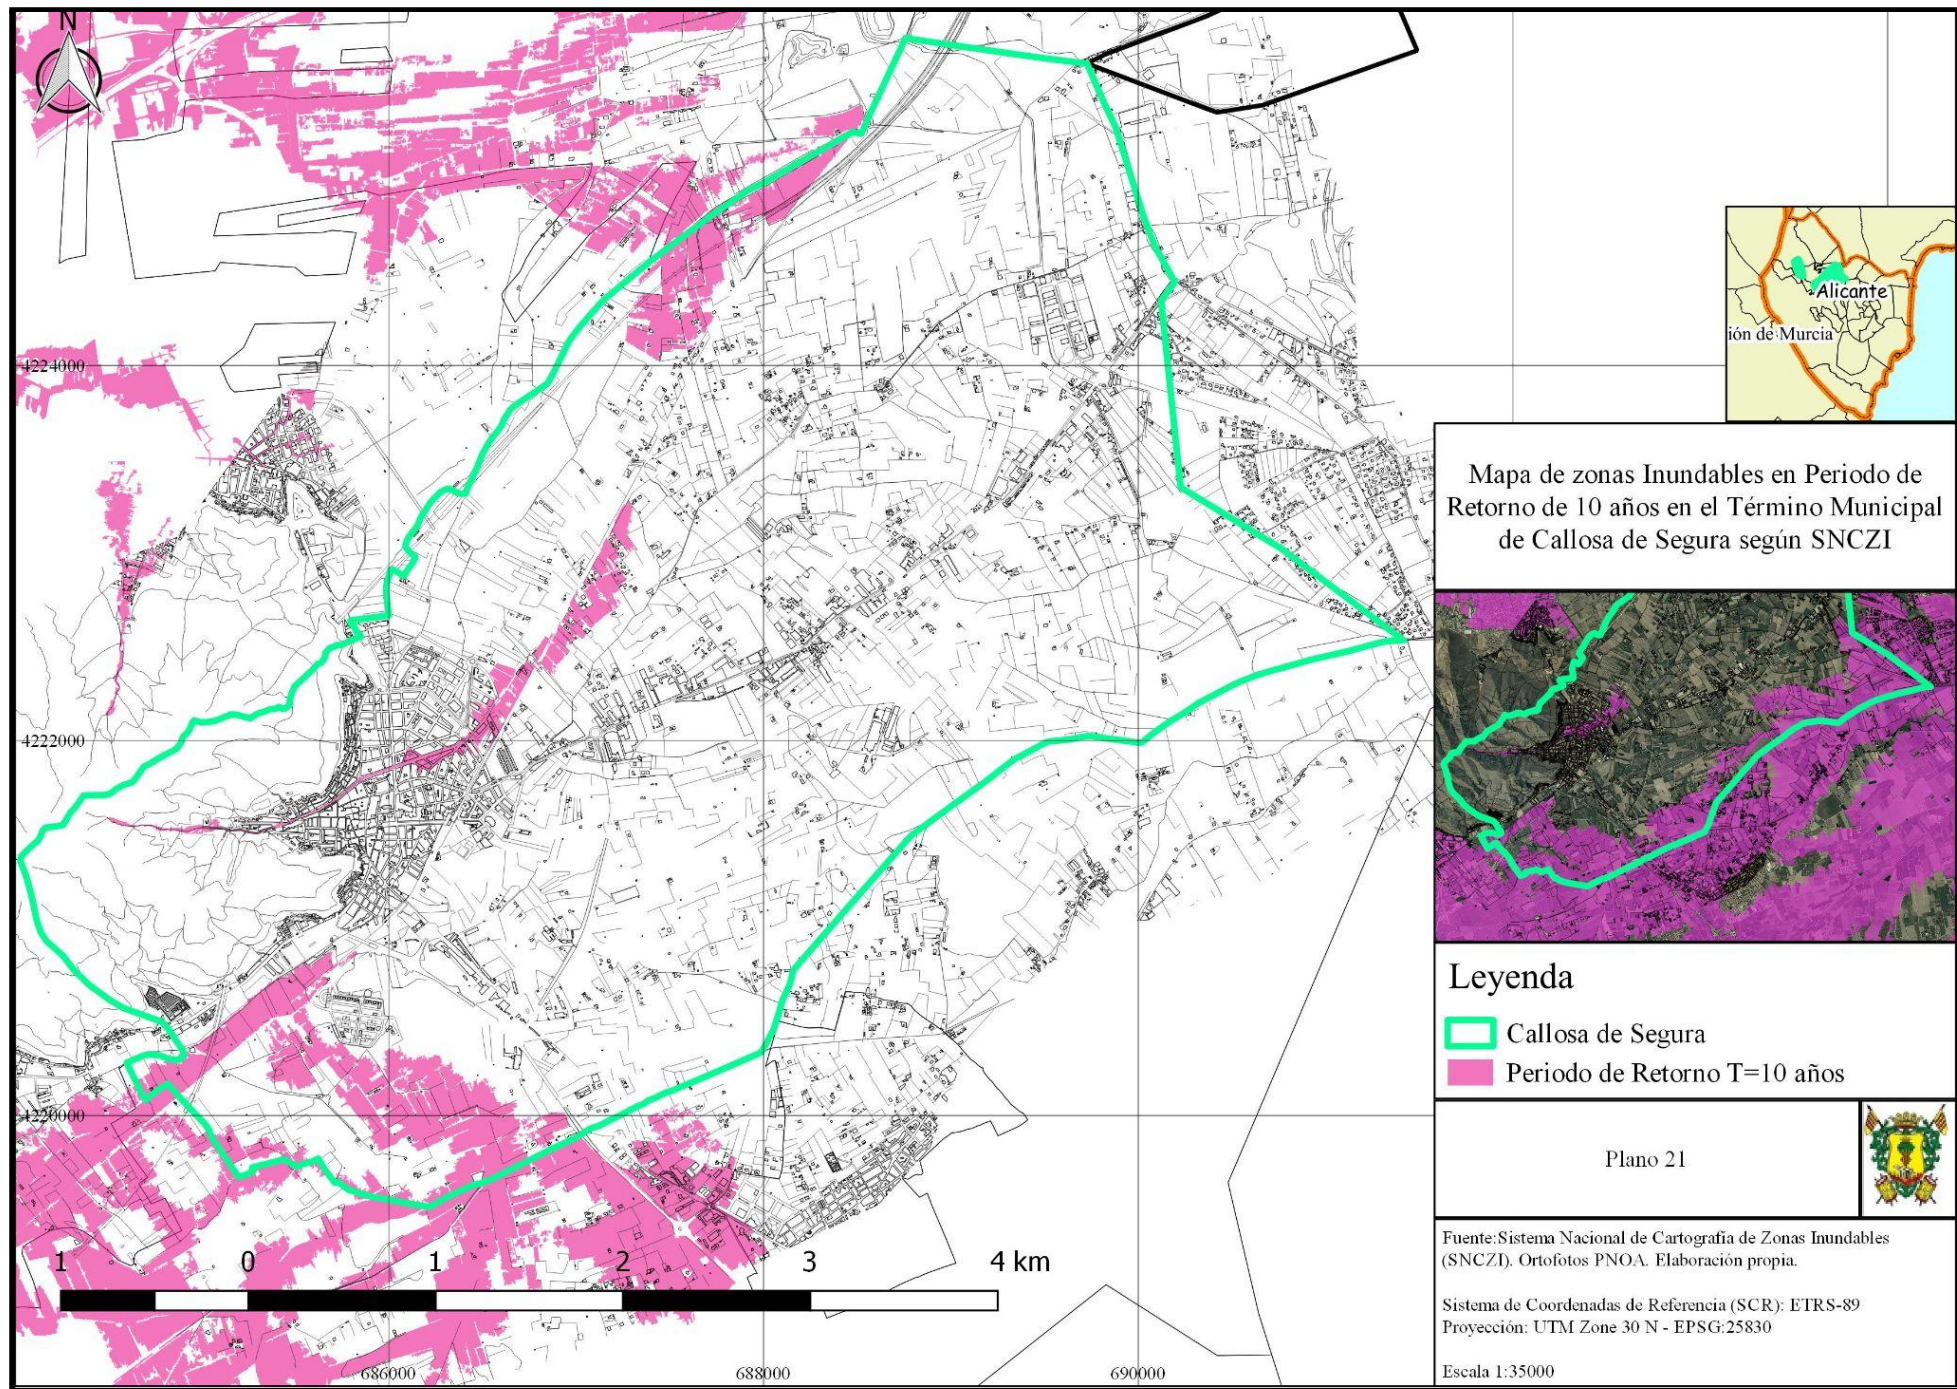 N
4224000
4222000
4220000
1 0 1 2 3 4 km
686000 688000 690000
Alicante
ión de Murcia
Mapa de zonas Inundables en Periodo de
Retorno de 10 años en el Término Municipal
de Callosa de Segura según SNCZI
Leyenda
Callosa de Segura
Periodo de Retorno T=10 años
Plano 21
Fuente:Sistema Nacional de Cartografía de Zonas Inundables
(SNCZI). Ortofotos PNOA. Elaboración propia.
Sistema de Coordenadas de Referencia (SCR): ETRS-89
Proyección: UTM Zone 30 N - EPSG:25830
Escala 1:35000